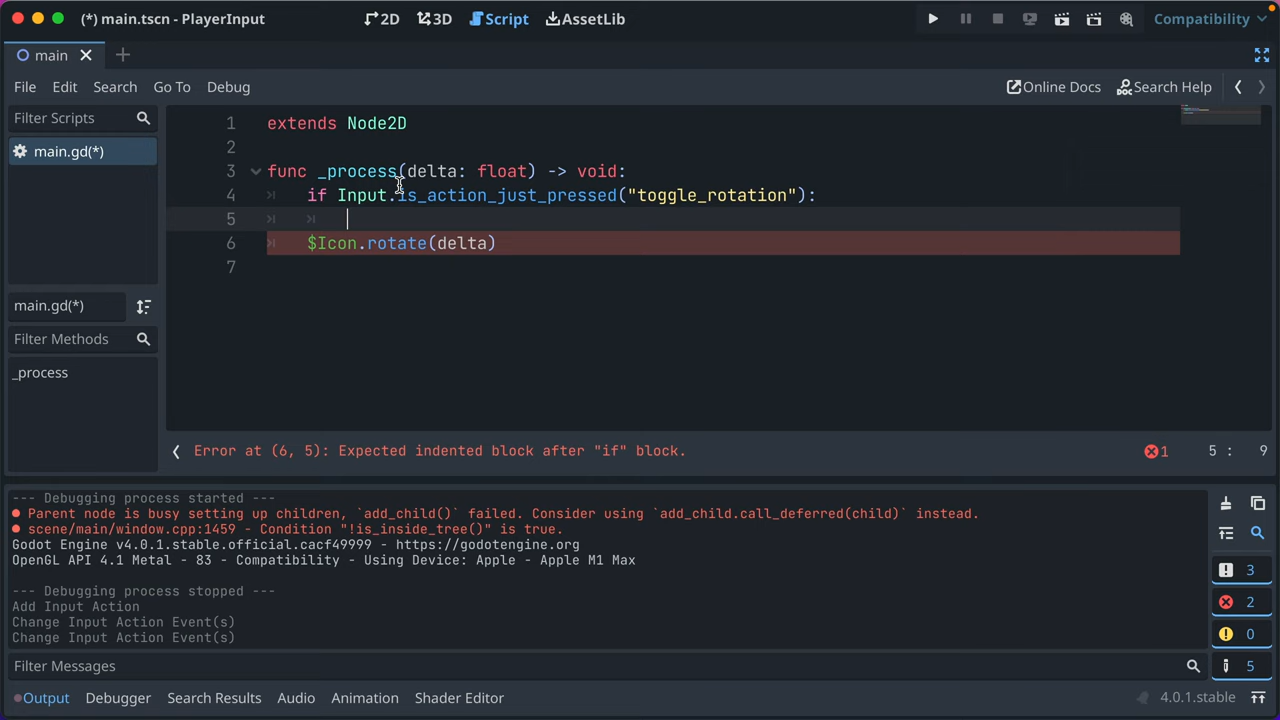 (*) main.tscn - PlayerInput
2D
3D
Script
AssetLib
Compatibility
main
File Edit Search Go To Debug
Online Docs
Search Help
Filter Scripts
main.gd(*)
main.gd(*)
Filter Methods
_process
1 extends Node2D
2
3 func _process(delta: float) -> void:
4 if Input.is_action_just_pressed("toggle_rotation"):
5
6 $Icon.rotate(delta)
7
Error at (6, 5): Expected indented block after "if" block.
1
5 : 9
--- Debugging process started ---
Parent node is busy setting up children, `add_child()` failed. Consider using `add_child.call_deferred(child)` instead.
scene/main/window.cpp:1459 - Condition "!is_inside_tree()" is true.
Godot Engine v4.0.1.stable.official.cacf49999 - https://godotengine.org
OpenGL API 4.1 Metal - 83 - Compatibility - Using Device: Apple - Apple M1 Max
--- Debugging process stopped ---
Add Input Action
Change Input Action Event(s)
Change Input Action Event(s)
3
2
0
5
Filter Messages
Output Debugger Search Results Audio Animation Shader Editor
4.0.1.stable